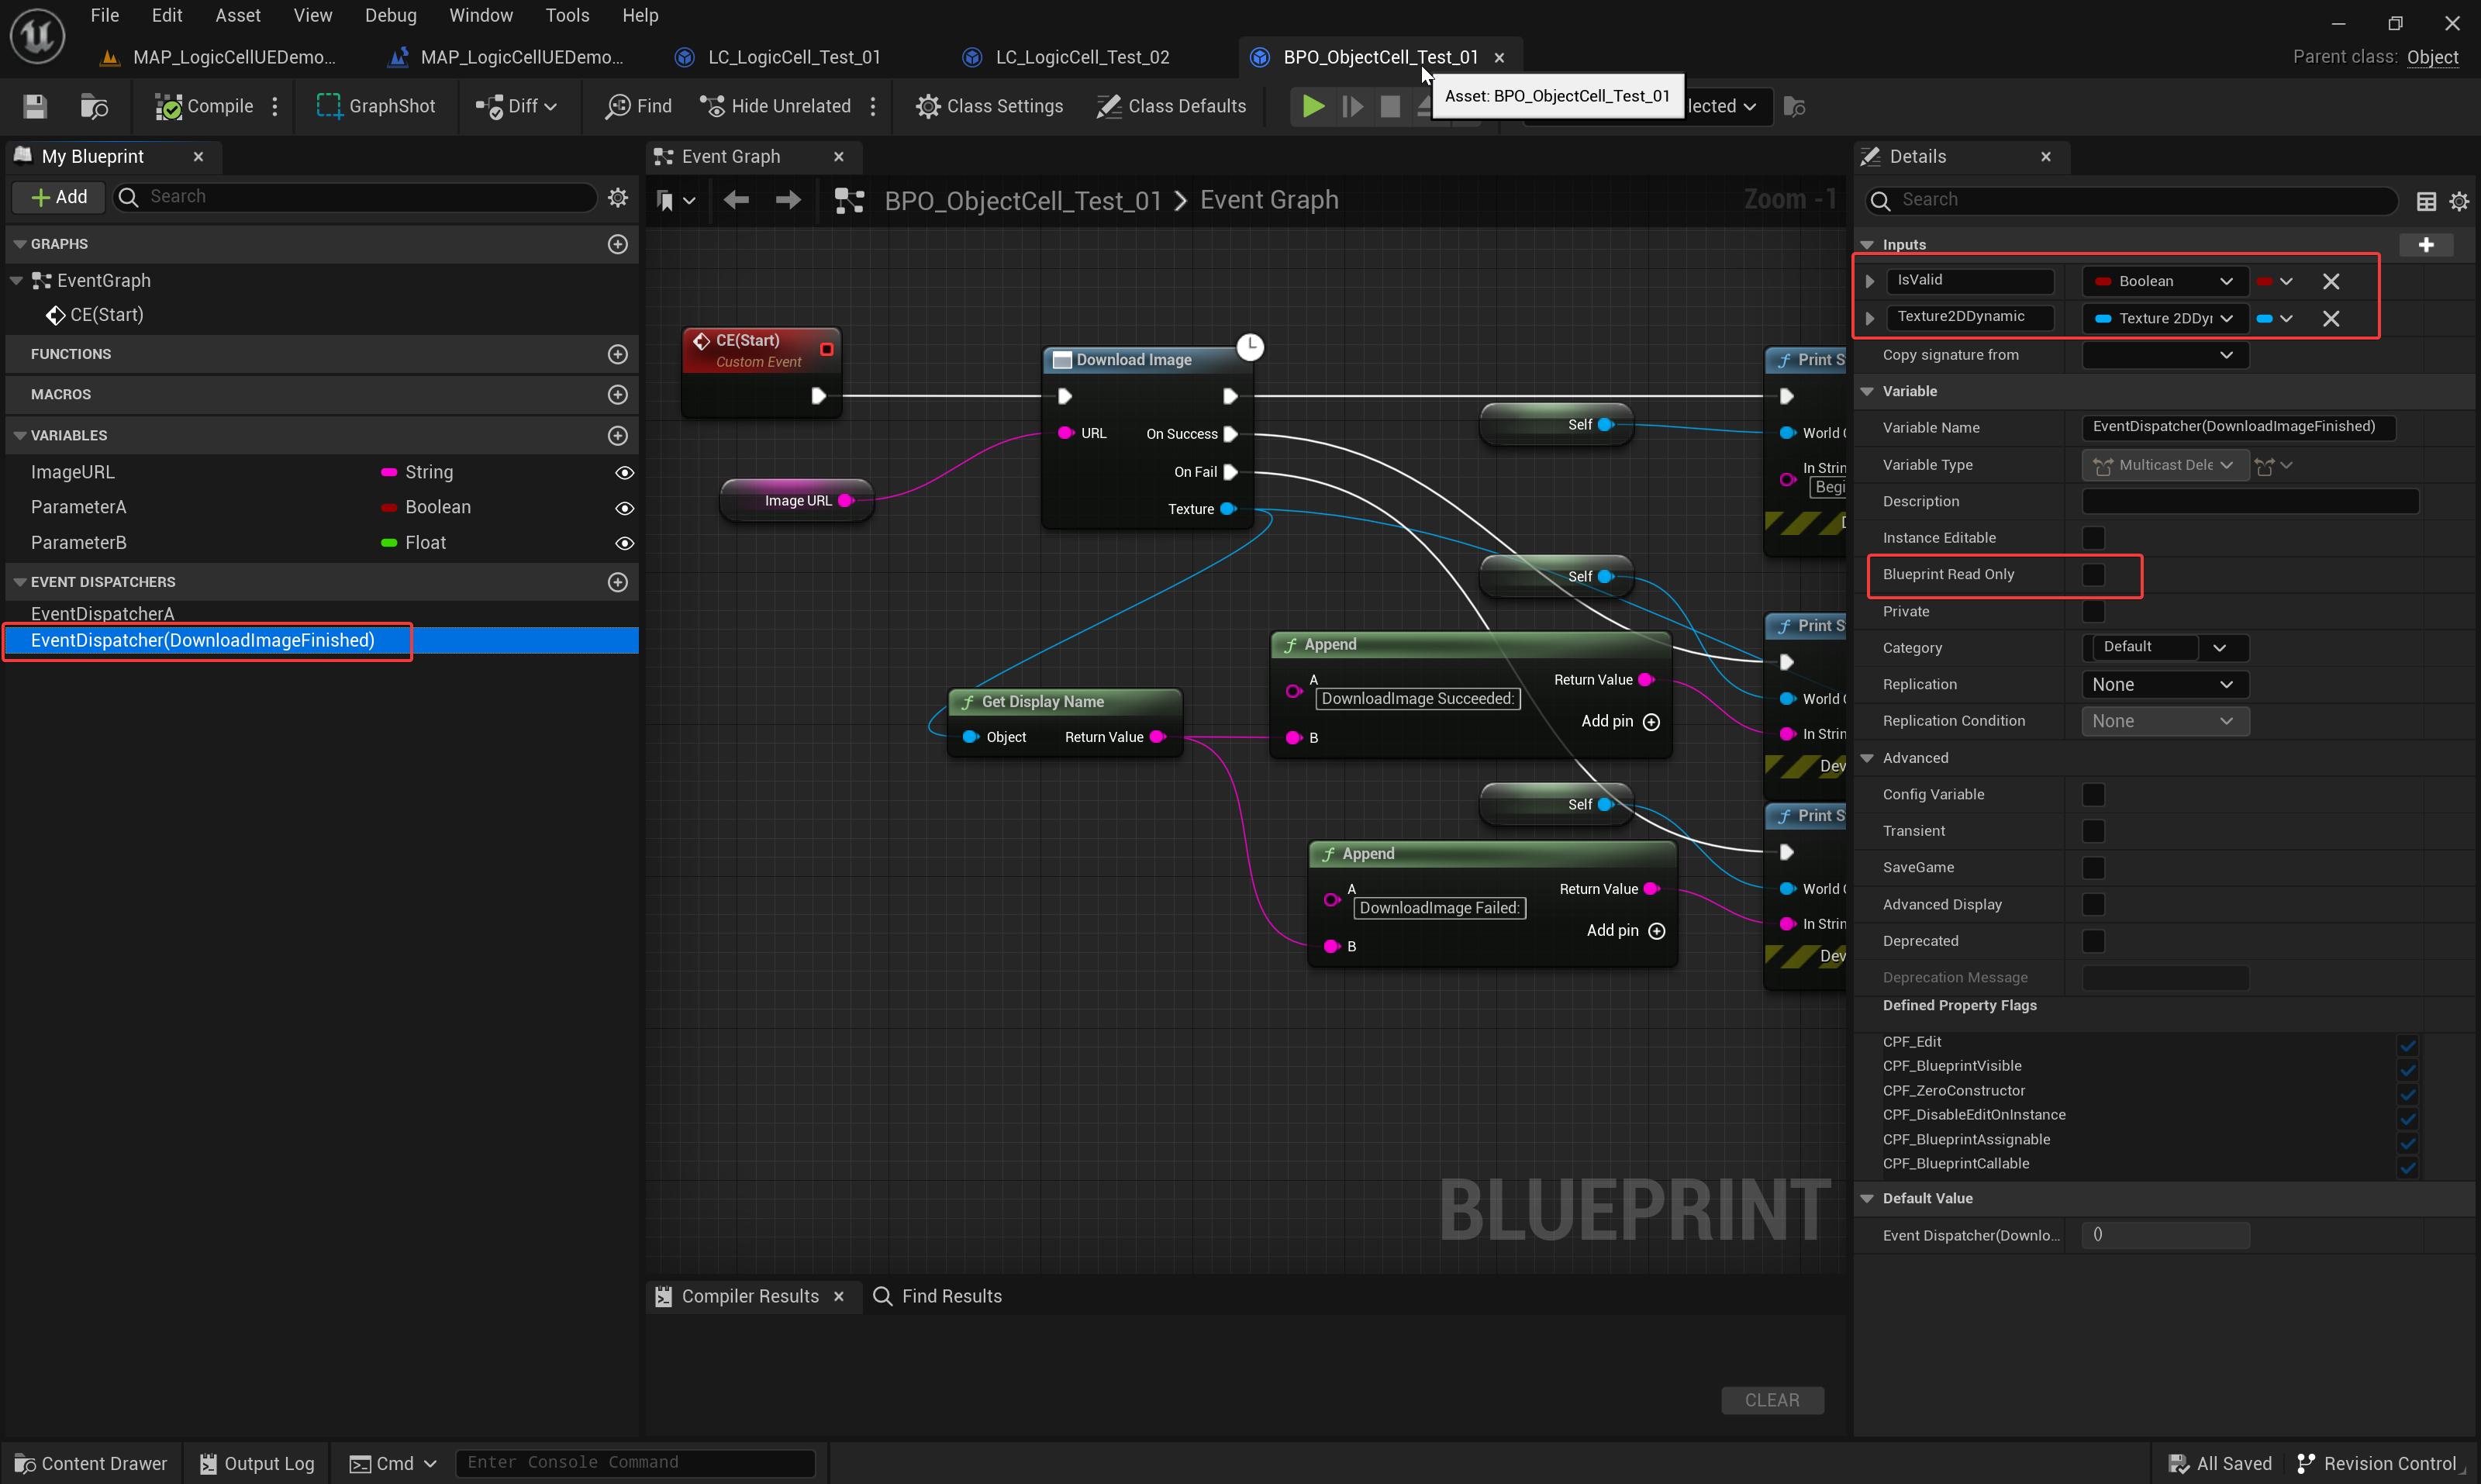 File Edit Asset View Debug Window Tools Help
MAP_LogicCellUEDemo... MAP_LogicCellUEDemo... LC_LogicCell_Test_01 LC_LogicCell_Test_02 BPO_ObjectCell_Test_01
Parent class: Object
Compile GraphShot Diff Find Hide Unrelated Class Settings Class Defaults lected
Asset: BPO_ObjectCell_Test_01
My Blueprint
Add Search
GRAPHS
EventGraph
CE(Start)
FUNCTIONS
MACROS
VARIABLES
ImageURL String
ParameterA Boolean
ParameterB Float
EVENT DISPATCHERS
EventDispatcherA
EventDispatcher(DownloadImageFinished)
Event Graph
BPO_ObjectCell_Test_01 > Event Graph
Zoom -1
CE(Start)
Custom Event
Image URL
Download Image
URL
On Success
On Fail
Texture
Self
Print S
World C
In Strin
Begi
D
Self
Append
A
DownloadImage Succeeded:
Return Value
Add pin
B
Print S
World C
In Strin
Dev
Get Display Name
Object Return Value
Self
Append
A
DownloadImage Failed:
Return Value
Add pin
B
Print S
World C
In Strin
Dev
BLUEPRINT
Compiler Results Find Results
CLEAR
Details
Search
Inputs
IsValid Boolean
Texture2DDynamic Texture 2DDyr
Copy signature from
Variable
Variable Name EventDispatcher(DownloadImageFinished)
Variable Type Multicast Dele
Description
Instance Editable
Blueprint Read Only
Private
Category Default
Replication None
Replication Condition None
Advanced
Config Variable
Transient
SaveGame
Advanced Display
Deprecated
Deprecation Message
Defined Property Flags
CPF_Edit
CPF_BlueprintVisible
CPF_ZeroConstructor
CPF_DisableEditOnInstance
CPF_BlueprintAssignable
CPF_BlueprintCallable
Default Value
Event Dispatcher(Downlo... ()
Content Drawer Output Log Cmd Enter Console Command
All Saved Revision Control